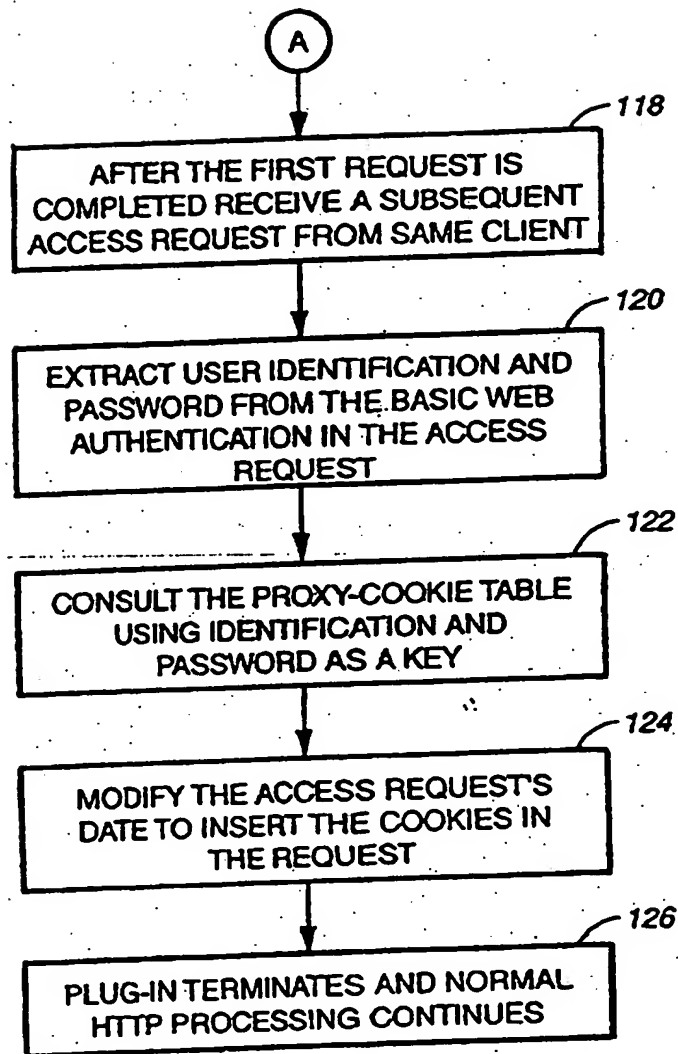 A
118
AFTER THE FIRST REQUEST IS
COMPLETED RECEIVE A SUBSEQUENT
ACCESS REQUEST FROM SAME CLIENT
120
EXTRACT USER IDENTIFICATION AND
PASSWORD FROM THE BASIC WEB
AUTHENTICATION IN THE ACCESS
REQUEST
122
CONSULT THE PROXY-COOKIE TABLE
USING IDENTIFICATION AND
PASSWORD AS A KEY
124
MODIFY THE ACCESS REQUEST'S
DATE TO INSERT THE COOKIES IN
THE REQUEST
126
PLUG-IN TERMINATES AND NORMAL
HTTP PROCESSING CONTINUES